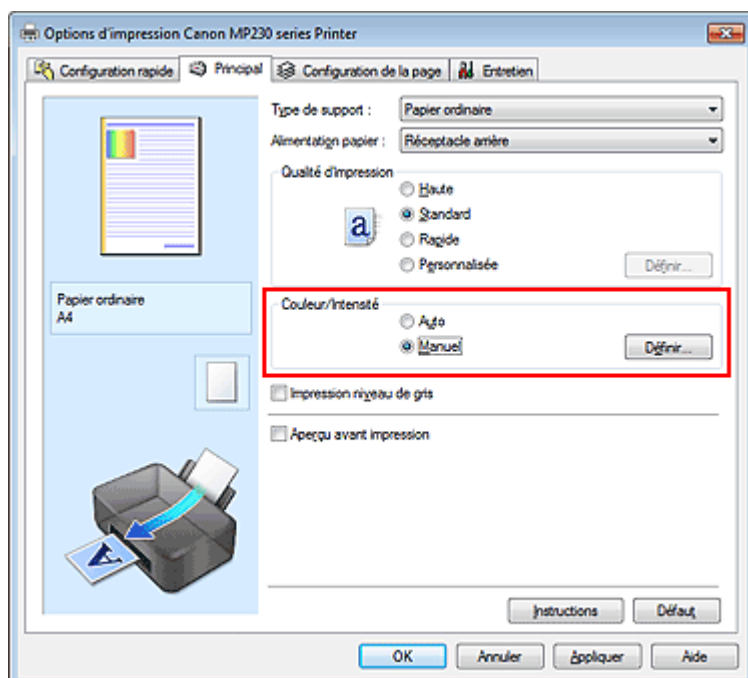 Options d'impression Canon MP230 series Printer
Configuration rapide Principal Configuration de la page Entretien
Type de support : Papier ordinaire
Alimentation papier : Réceptacle arrière
Qualité d'impression
Haute
a Standard
Rapide
Personnalisée Définir...
Papier ordinaire
A4
Couleur/Intensité
Auto
Manuel Définir...
Impression niveau de gris
Aperçu avant impression
A
Instructions Défaut
OK Annuler Appliquer Aide